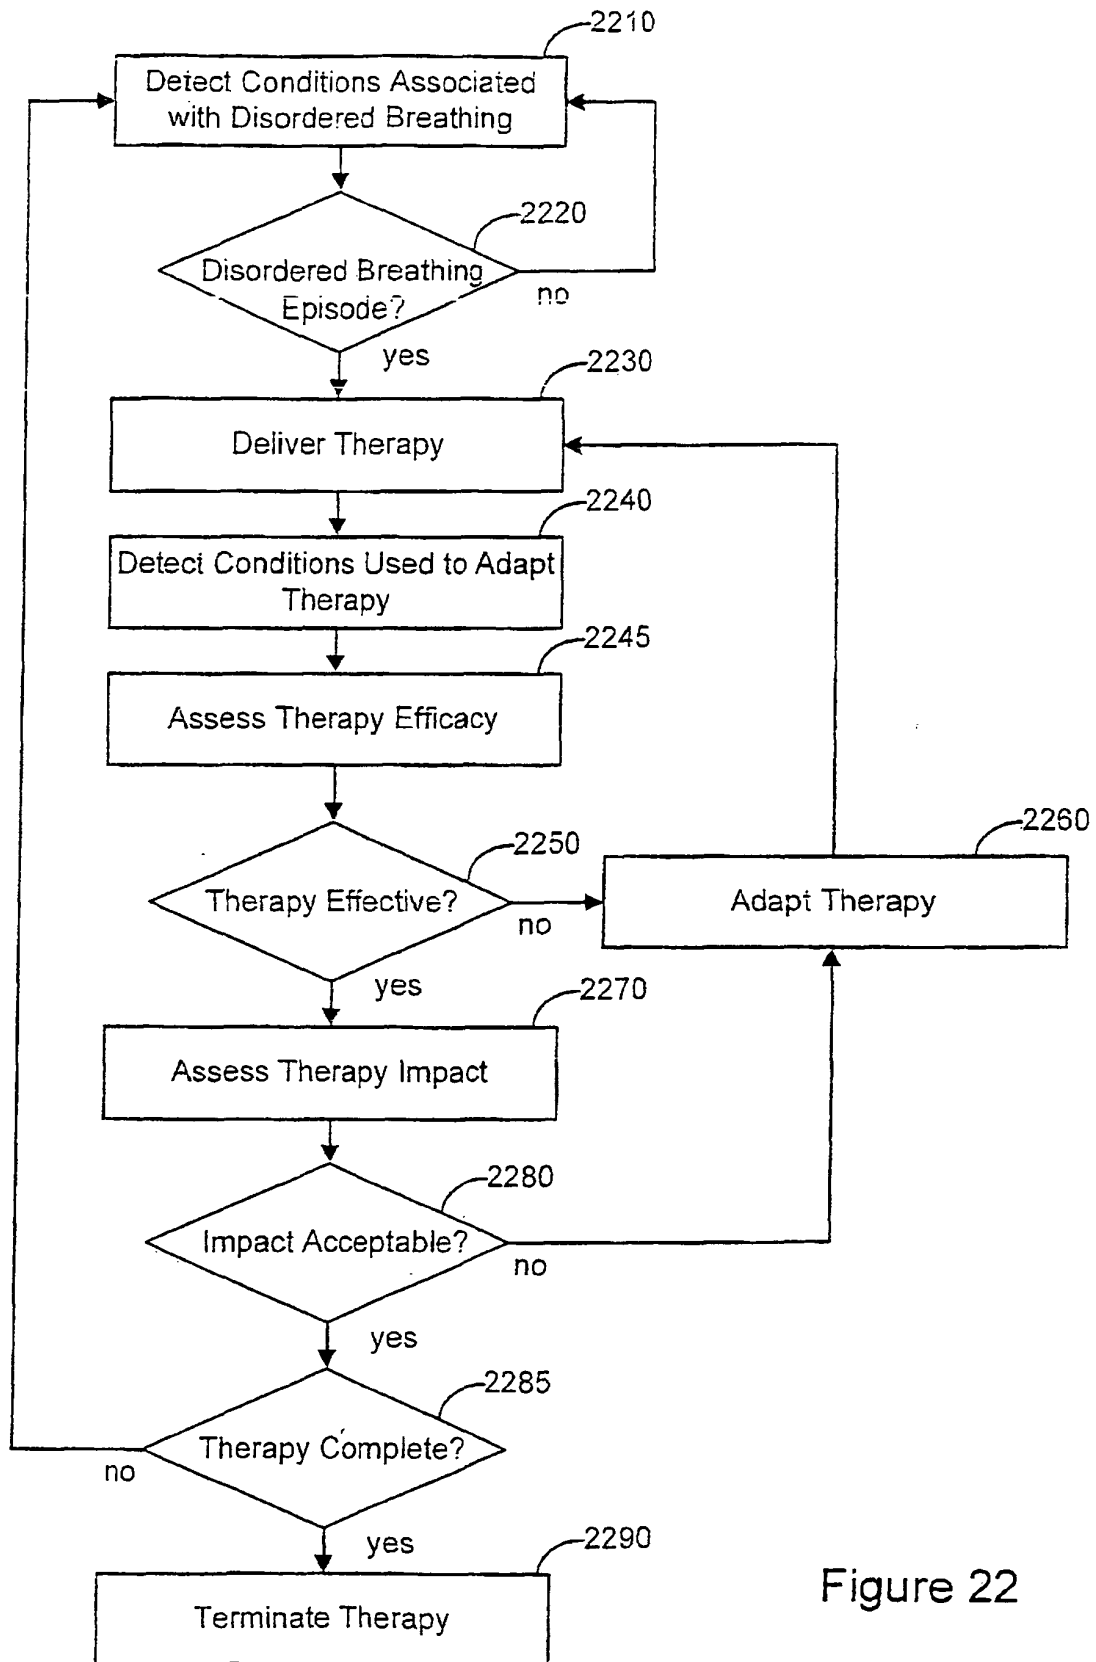 2210
Detect Conditions Associated
with Disordered Breathing
2220
Disordered Breathing
Episode?
no
yes
2230
Deliver Therapy
2240
Detect Conditions Used to Adapt
Therapy
2245
Assess Therapy Efficacy
2250
Therapy Effective?
no
2260
Adapt Therapy
yes
2270
Assess Therapy Impact
2280
Impact Acceptable?
no
yes
2285
Therapy Complete?
no
yes
2290
Terminate Therapy
Figure 22